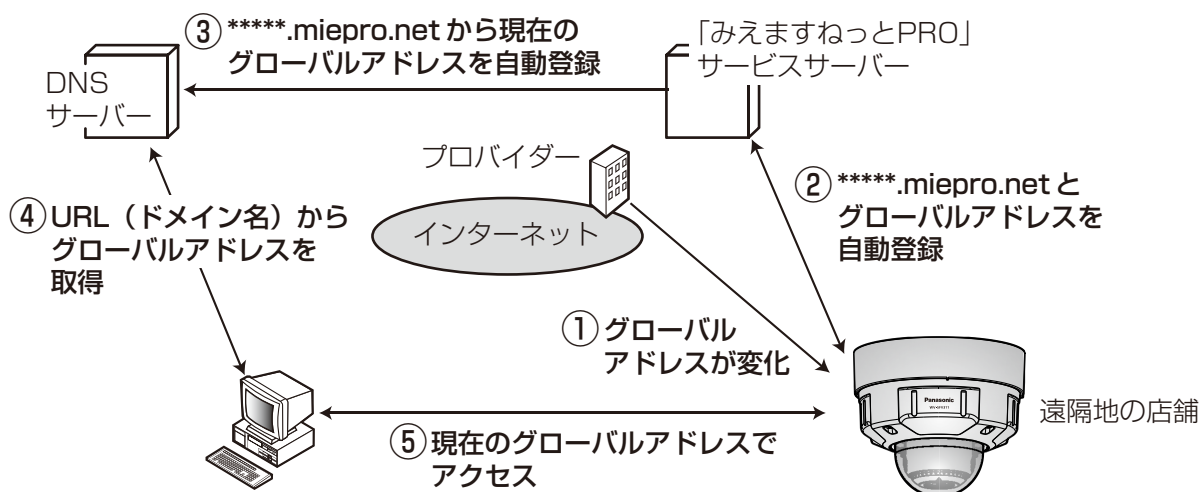 ③*****.miepro.net から現在の
グローバルアドレスを自動登録
「みえますねっとPRO」
サービスサーバー
DNS
サーバー
プロバイダー
インターネット
②*****.miepro.net と
グローバルアドレスを
自動登録
④URL（ドメイン名）から
グローバルアドレスを
取得
①グローバル
アドレスが変化
Panasonic
遠隔地の店舗
⑤現在のグローバルアドレスで
アクセス